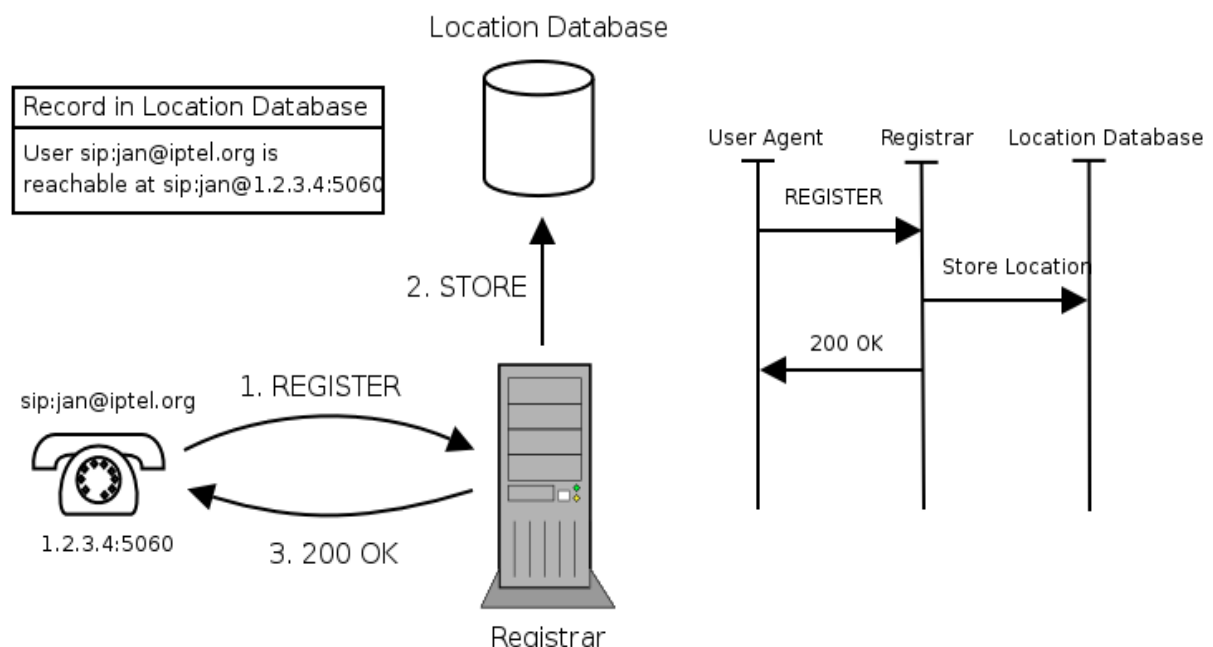 Location Database
Record in Location Database
User sip:jan@iptel.org is
reachable at sip:jan@1.2.3.4:5060
2. STORE
1. REGISTER
sip:jan@iptel.org
1.2.3.4:5060
3. 200 OK
Registrar
User Agent
Registrar
Location Database
REGISTER
Store Location
200 OK